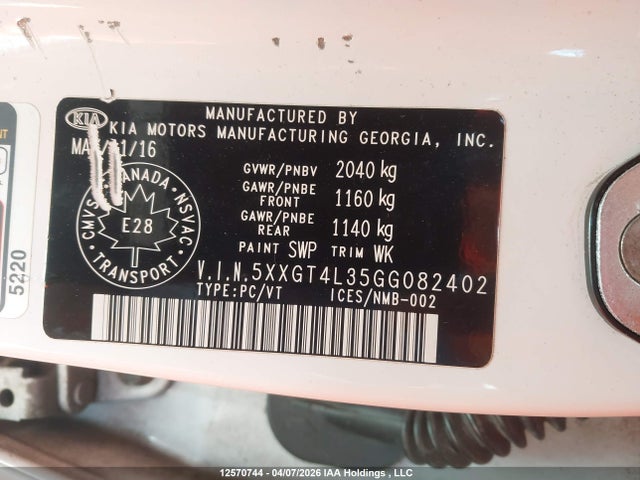 MANUFACTURED BY
KIA KIA MOTORS MANUFACTURING GEORGIA, INC.
/16
GVWR/PNBV 2040 kg
GAWR/PNBE FRONT 1160 kg
GAWR/PNBE REAR 1140 kg
PAINT SWP TRIM WK
CANADA
CMVSS NSVAC
E28
TRANSPORT
V.I.N.5XXGT4L35GG082402
TYPE:PC/VT ICES/NMB-002
5220
12570744 - 04/07/2026 IAA Holdings , LLC